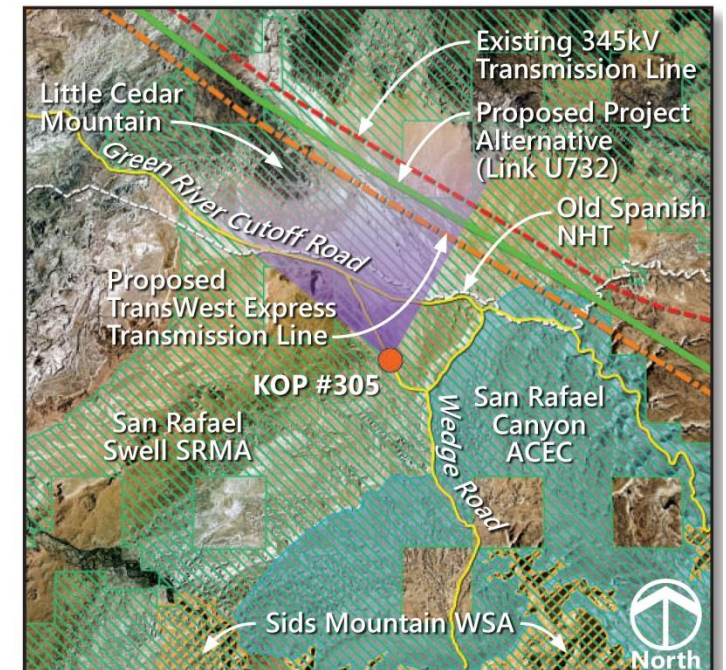 Existing 345kV
Transmission Line
Little Cedar
Mountain
Proposed Project
Alternative
(Link U732)
Green River Cutoff Road
Old Spanish
NHT
Proposed
TransWest Express
Transmission Line
KOP #305
San Rafael
Swell SRMA
Wedge Road
San Rafael
Canyon
ACEC
Sids Mountain WSA
North